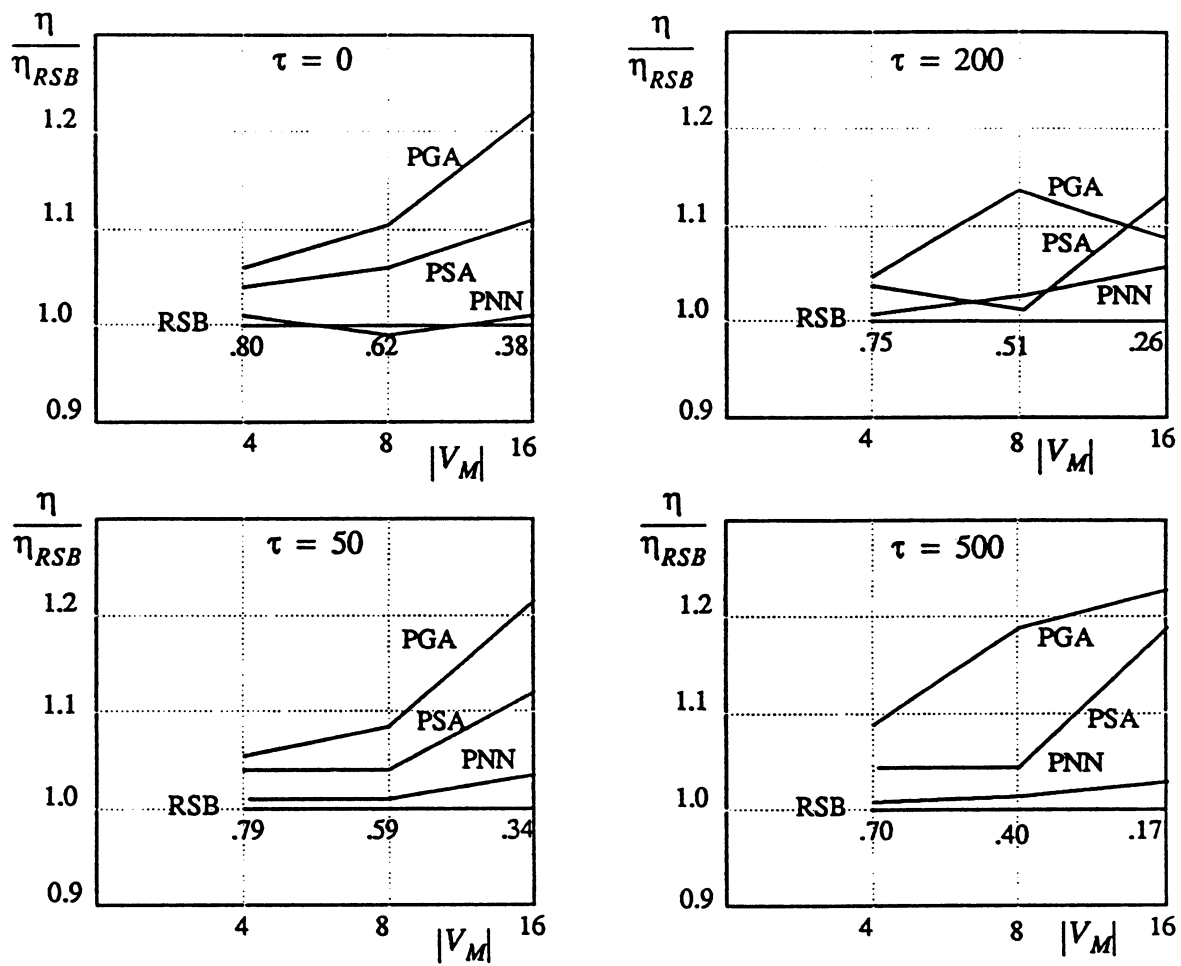 η
η_RSB
τ = 0
1.2
PGA
1.1
PSA
PNN
1.0
RSB
.80 .62 .38
0.9
4 8 16
|V_M|
η
η_RSB
τ = 200
1.2
PGA
1.1
PSA
PNN
1.0
RSB
.75 .51 .26
0.9
4 8 16
|V_M|
η
η_RSB
τ = 50
1.2
PGA
1.1
PSA
PNN
1.0
RSB
.79 .59 .34
0.9
4 8 16
|V_M|
η
η_RSB
τ = 500
1.2
PGA
1.1
PSA
PNN
1.0
RSB
.70 .40 .17
0.9
4 8 16
|V_M|